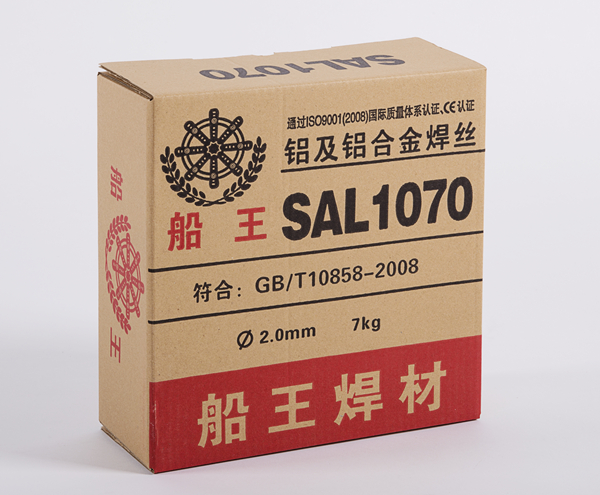 SAL1070
通过ISO9001(2008)国际质量体系认证、CE认证
铝及铝合金焊丝
船王 SAL1070
符合：GB/T10858-2008
Ø 2.0mm 7kg
船王焊材
船
王